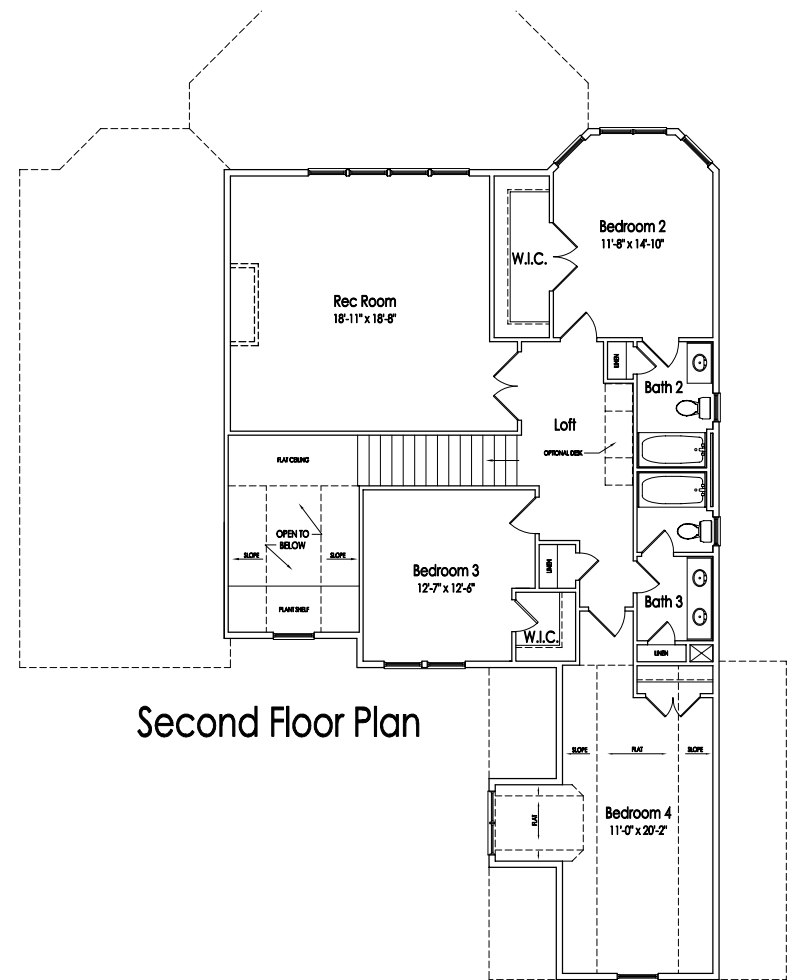 Bedroom 2
11'-8" x 14'-10"
W.I.C.
Rec Room
18'-11" x 18'-8"
LINEN
Bath 2
Loft
OPTIONAL DESK
FLAT CEILING
OPEN TO
BELOW
SLOPE
SLOPE
Bedroom 3
12'-7" x 12'-6"
LINEN
PLANT SHELF
Bath 3
W.I.C.
LINEN
Second Floor Plan
SLOPE
FLAT
SLOPE
FLAT
Bedroom 4
11'-0" x 20'-2"